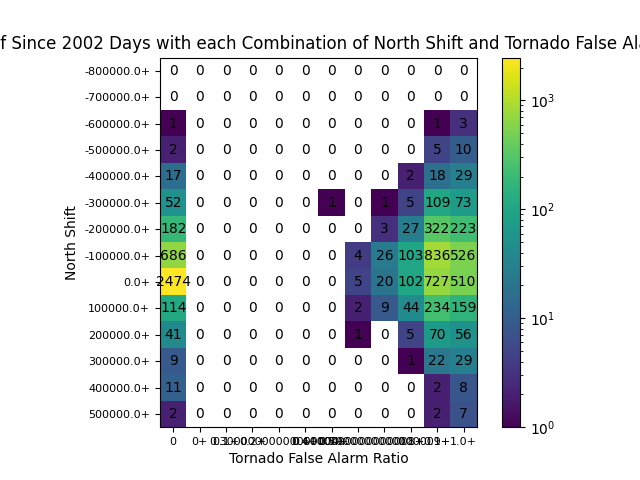 f Since 2002 Days with each Combination of North Shift and Tornado False Al
-800000.0+ 0 0 0 0 0 0 0 0 0 0 0 0
-700000.0+ 0 0 0 0 0 0 0 0 0 0 0 0
-600000.0+ 1 0 0 0 0 0 0 0 0 0 1 3
-500000.0+ 2 0 0 0 0 0 0 0 0 0 5 10
-400000.0+ 17 0 0 0 0 0 0 0 0 2 18 29
-300000.0+ 52 0 0 0 0 0 1 0 1 5 109 73
-200000.0+ 182 0 0 0 0 0 0 0 3 27 322 223
-100000.0+ 686 0 0 0 0 0 0 4 26 103 836 526
0.0+ 2474 0 0 0 0 0 0 5 20 102 727 510
100000.0+ 114 0 0 0 0 0 0 2 9 44 234 159
200000.0+ 41 0 0 0 0 0 0 1 0 5 70 56
300000.0+ 9 0 0 0 0 0 0 0 0 1 22 29
400000.0+ 11 0 0 0 0 0 0 0 0 0 2 8
500000.0+ 2 0 0 0 0 0 0 0 0 0 2 7
0 0+ 1.0+
Tornado False Alarm Ratio
North Shift
10^3
10^2
10^1
10^0